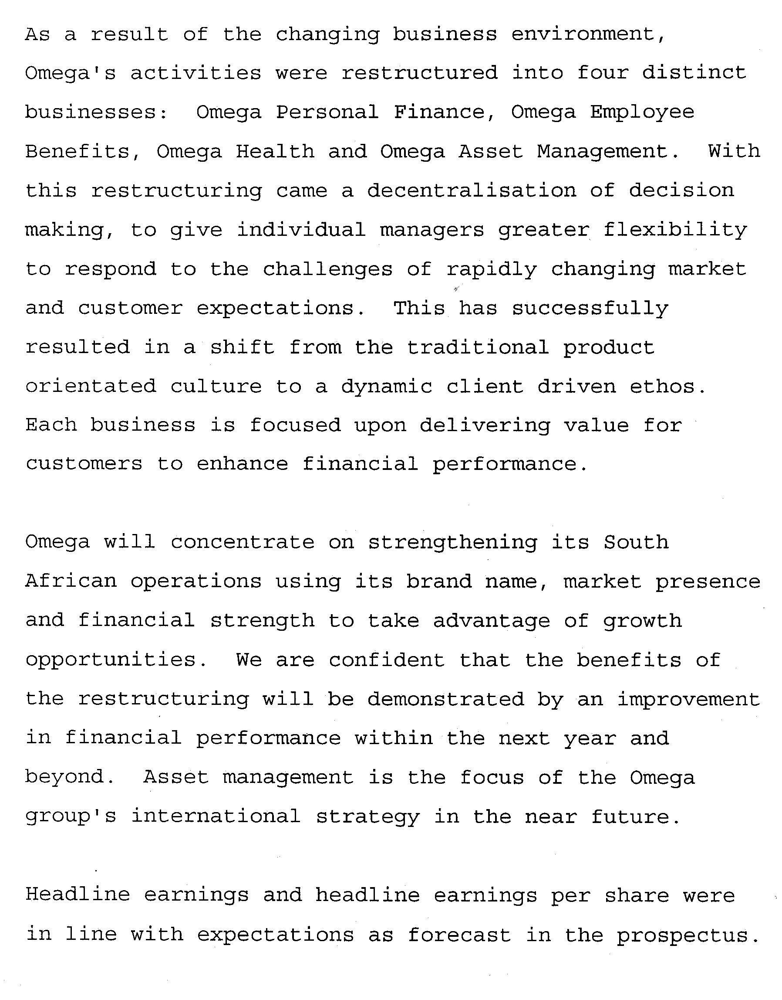 As a result of the changing business environment,
Omega's activities were restructured into four distinct
businesses:  Omega Personal Finance, Omega Employee
Benefits, Omega Health and Omega Asset Management.  With
this restructuring came a decentralisation of decision
making, to give individual managers greater flexibility
to respond to the challenges of rapidly changing market
and customer expectations.  This has successfully
resulted in a shift from the traditional product
orientated culture to a dynamic client driven ethos.
Each business is focused upon delivering value for
customers to enhance financial performance.

Omega will concentrate on strengthening its South
African operations using its brand name, market presence
and financial strength to take advantage of growth
opportunities.  We are confident that the benefits of
the restructuring will be demonstrated by an improvement
in financial performance within the next year and
beyond.  Asset management is the focus of the Omega
group's international strategy in the near future.

Headline earnings and headline earnings per share were
in line with expectations as forecast in the prospectus.